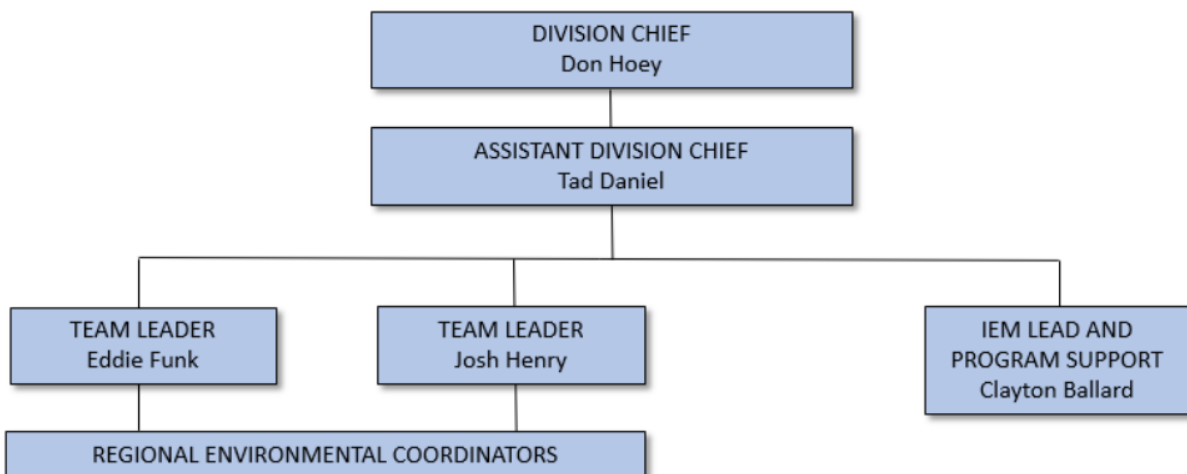 DIVISION CHIEF
Don Hoey
ASSISTANT DIVISION CHIEF
Tad Daniel
TEAM LEADER
Eddie Funk
TEAM LEADER
Josh Henry
IEM LEAD AND
PROGRAM SUPPORT
Clayton Ballard
REGIONAL ENVIRONMENTAL COORDINATORS